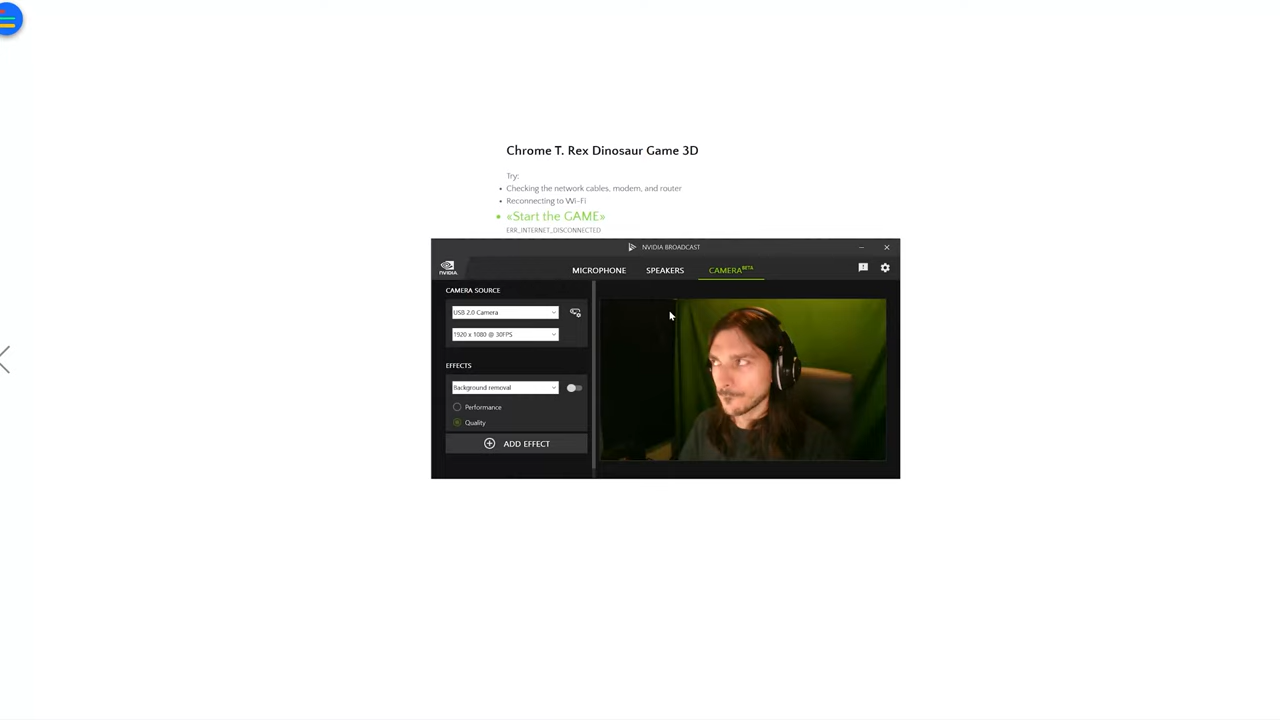 Chrome T. Rex Dinosaur Game 3D
Try:
• Checking the network cables, modem, and router
• Reconnecting to Wi-Fi
• «Start the GAME»
ERR_INTERNET_DISCONNECTED
NVIDIA BROADCAST
NVIDIA
MICROPHONE SPEAKERS CAMERA BETA
CAMERA SOURCE
USB 2.0 Camera
1920 x 1080 @ 30FPS
EFFECTS
Background removal
Performance
Quality
ADD EFFECT